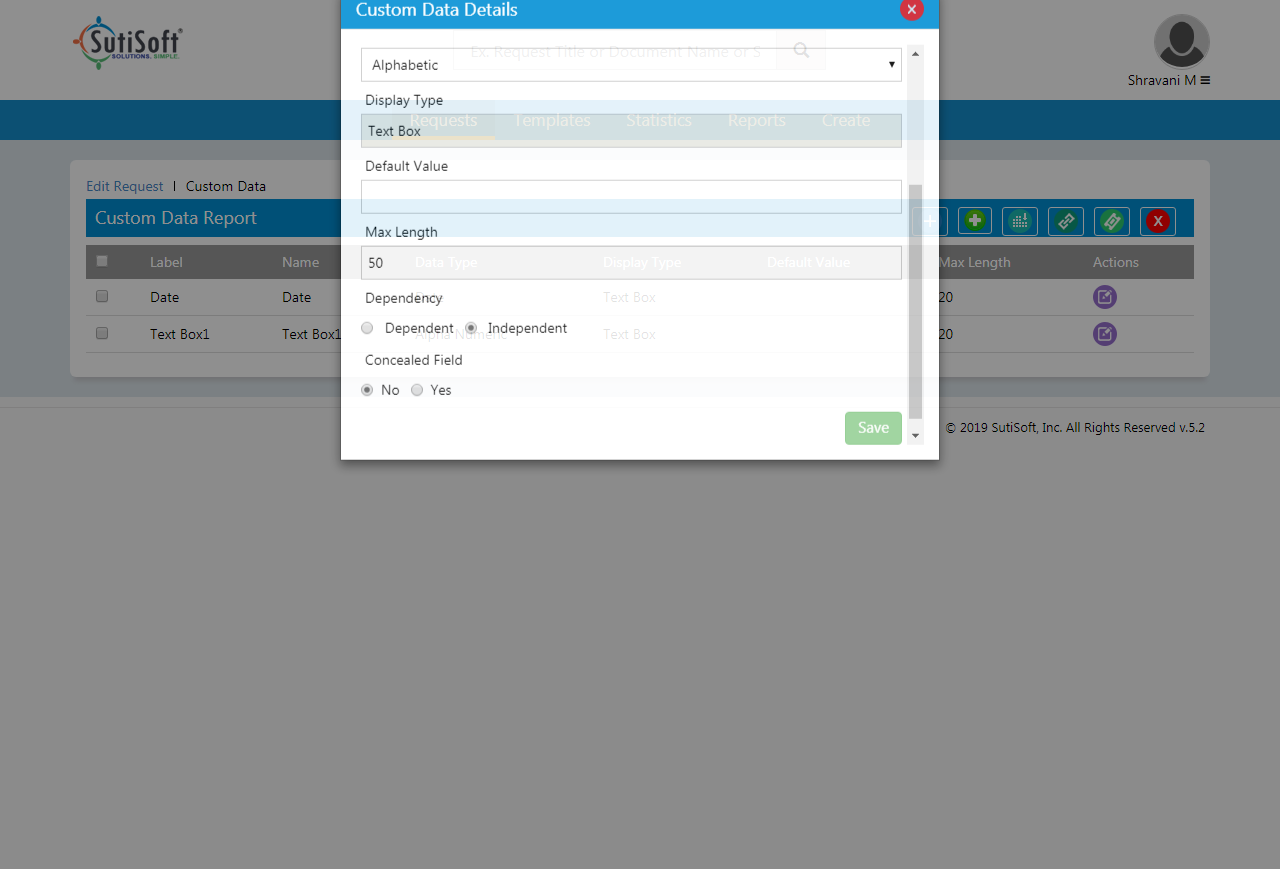 Custom Data Details
SutiSoft®
SOLUTIONS. SIMPLE.
Ex. Request Title or Document Name or S
Shravani M
Alphabetic
Display Type
Requests Templates Statistics Reports Create
Text Box
Default Value
Edit Request | Custom Data
Custom Data Report
Max Length
50
Label Name Data Type Display Type Default Value Max Length Actions
Date Date Text Box 20
Dependency
Dependent Independent
Text Box1 Text Box1 Alpha Numeric Text Box 20
Concealed Field
No Yes
Save
© 2019 SutiSoft, Inc. All Rights Reserved v.5.2